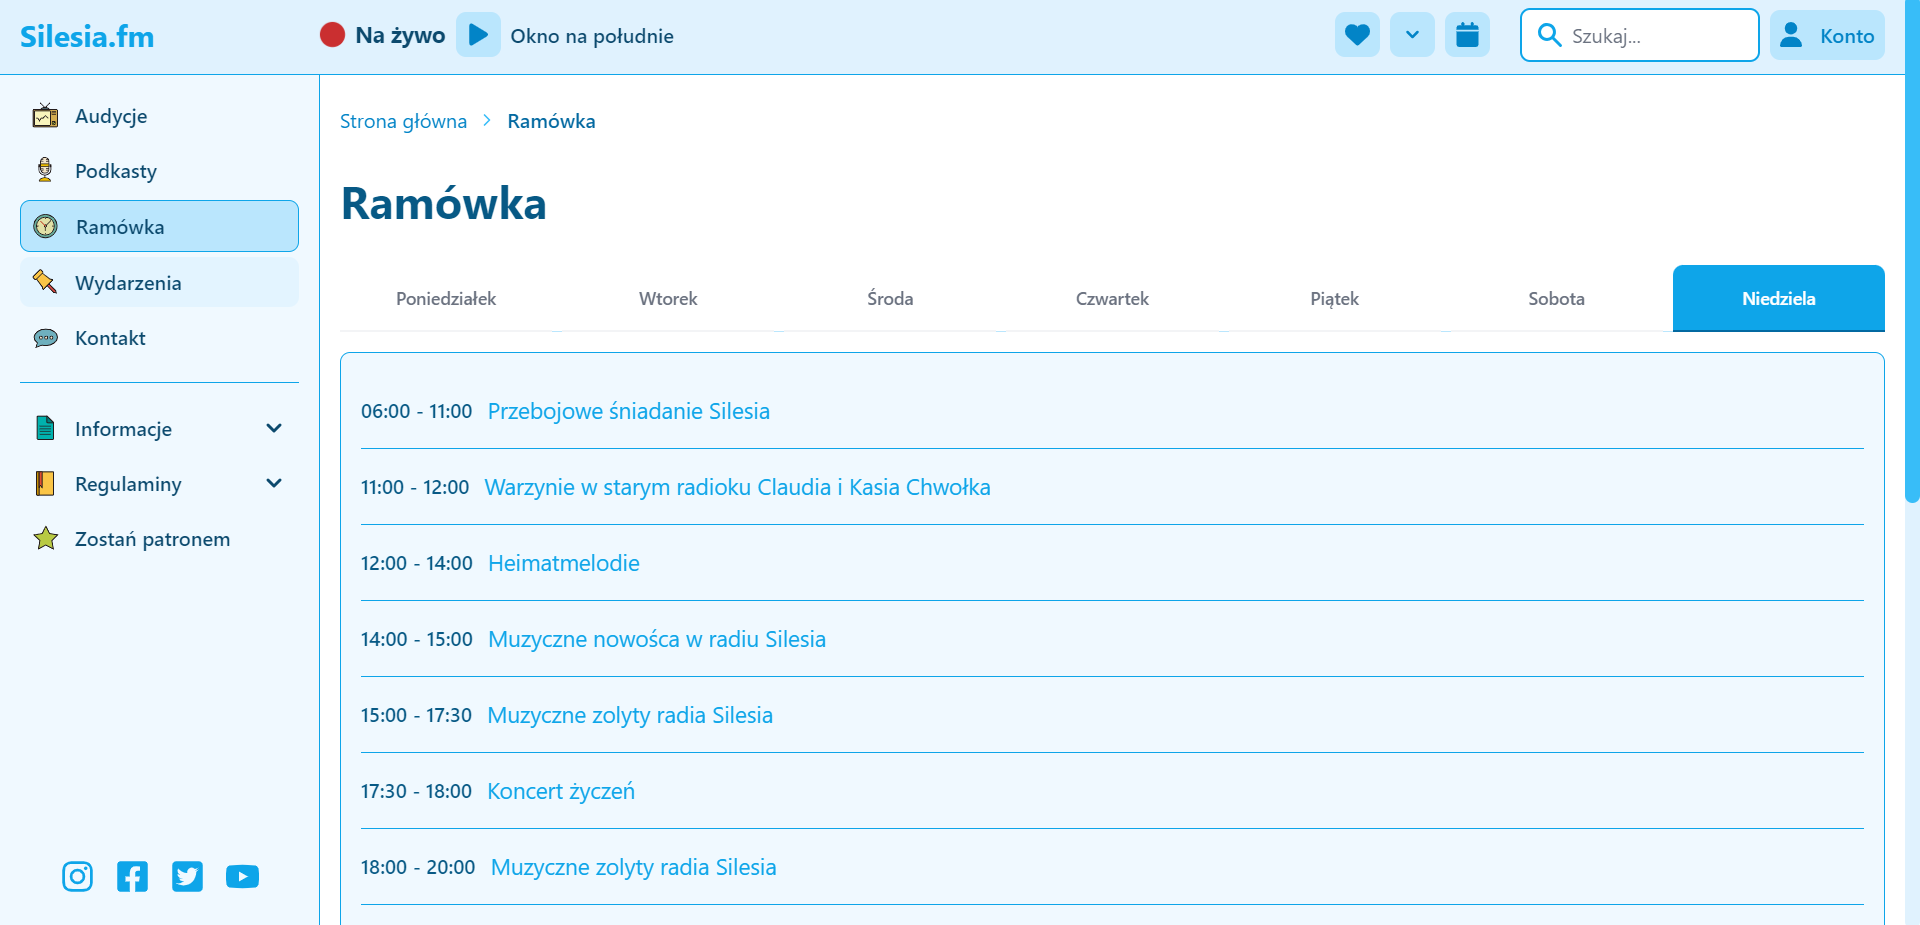 Silesia.fm
Na żywo
Okno na południe
Szukaj...
Konto
Audycje
Podkasty
Ramówka
Wydarzenia
Kontakt
Informacje
Regulaminy
Zostań patronem
Strona główna
Ramówka
Ramówka
Poniedziałek
Wtorek
Środa
Czwartek
Piątek
Sobota
Niedziela
06:00 - 11:00 Przebojowe śniadanie Silesia
11:00 - 12:00 Warzynie w starym radioku Claudia i Kasia Chwołka
12:00 - 14:00 Heimatmelodie
14:00 - 15:00 Muzyczne nowośca w radiu Silesia
15:00 - 17:30 Muzyczne zolyty radia Silesia
17:30 - 18:00 Koncert życzeń
18:00 - 20:00 Muzyczne zolyty radia Silesia